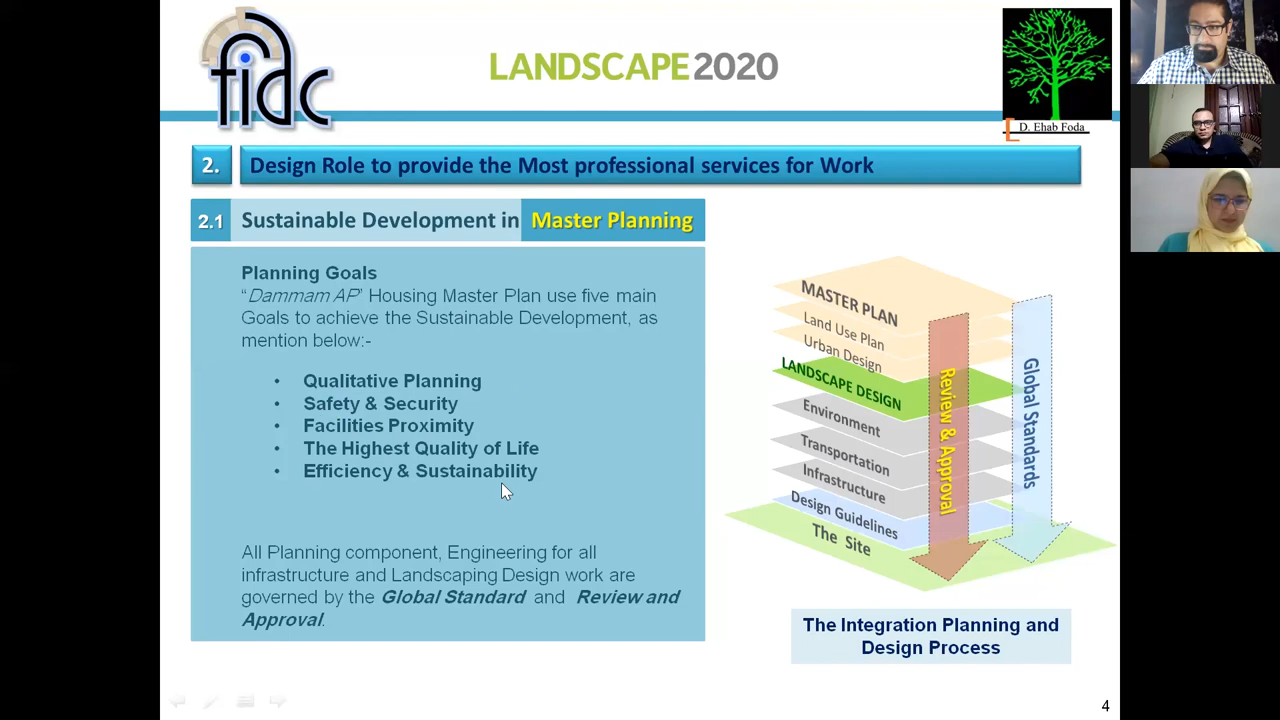 fidc
LANDSCAPE2020
D. Ehab Foda
2. Design Role to provide the Most professional services for Work
2.1 Sustainable Development in Master Planning
Planning Goals
“Dammam AP” Housing Master Plan use five main
Goals to achieve the Sustainable Development, as
mention below:-
• Qualitative Planning
• Safety & Security
• Facilities Proximity
• The Highest Quality of Life
• Efficiency & Sustainability
All Planning component, Engineering for all
infrastructure and Landscaping Design work are
governed by the Global Standard and Review and
Approval.
MASTER PLAN
Land Use Plan
Urban Design
LANDSCAPE DESIGN
Environment
Transportation
Infrastructure
Design Guidelines
The Site
Review & Approval
Global Standards
The Integration Planning and
Design Process
4